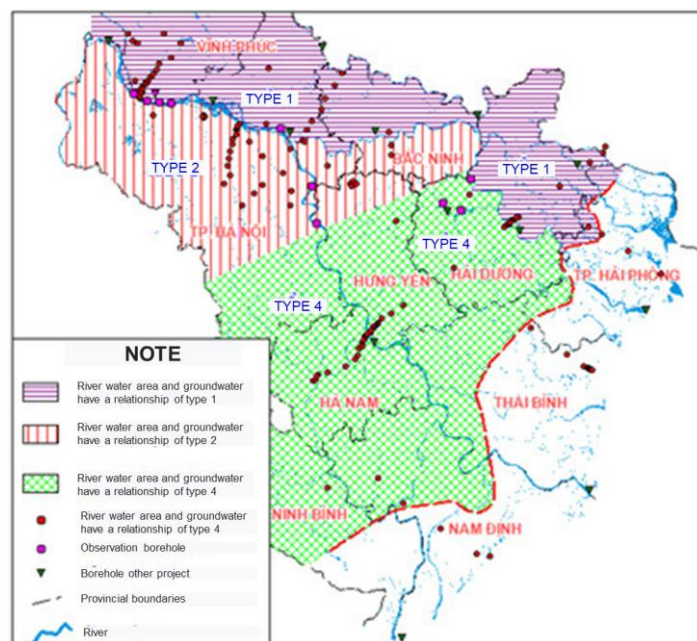 VĨNH PHÚC
TYPE 1
TYPE 2
BẮC NINH
TYPE 1
TP. HÀ NỘI
TYPE 4
HƯNG YÊN
HẢI DƯƠNG
TP. HẢI PHÒNG
TYPE 4
HÀ NAM
THÁI BÌNH
NINH BÌNH
NAM ĐỊNH
NOTE
River water area and groundwater
have a relationship of type 1
River water area and groundwater
have a relationship of type 2
River water area and groundwater
have a relationship of type 4
River water area and groundwater
have a relationship of type 4
Observation borehole
Borehole other project
Provincial boundaries
River